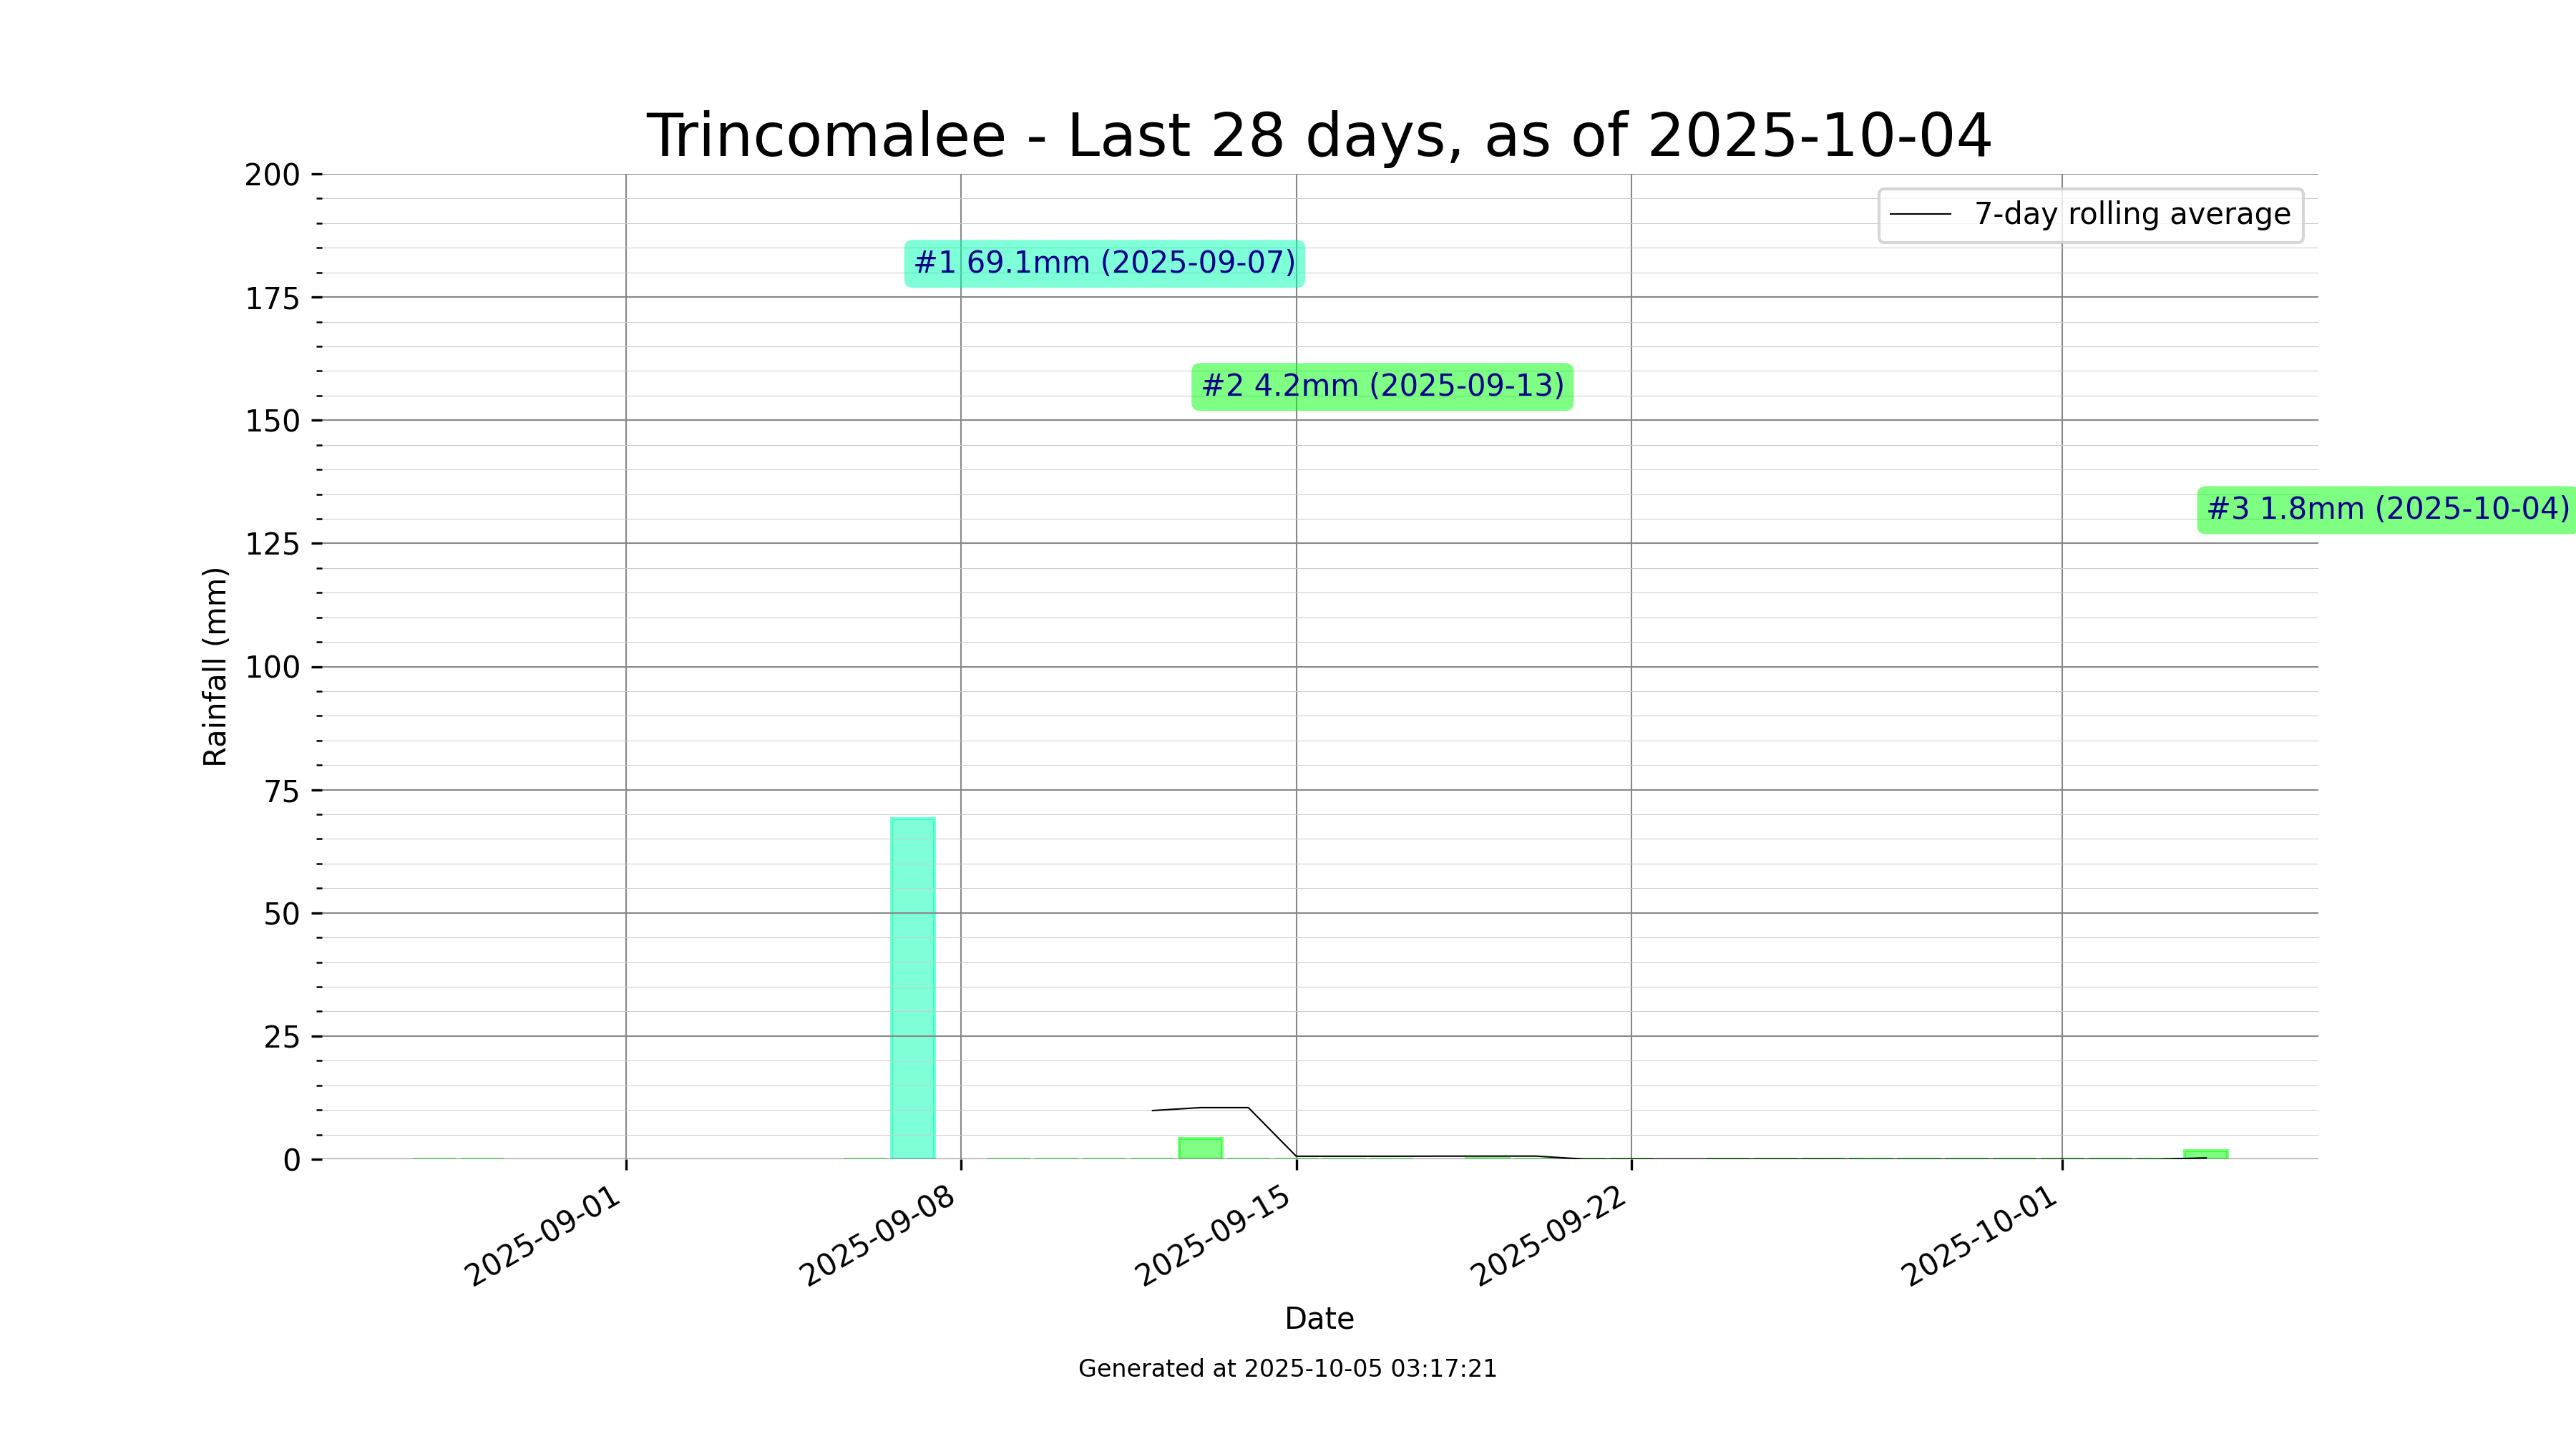 Trincomalee - Last 28 days, as of 2025-10-04
7-day rolling average
#1 69.1mm (2025-09-07)
#2 4.2mm (2025-09-13)
#3 1.8mm (2025-10-04)
Rainfall (mm)
200
175
150
125
100
75
50
25
0
2025-09-01
2025-09-08
2025-09-15
2025-09-22
2025-10-01
Date
Generated at 2025-10-05 03:17:21